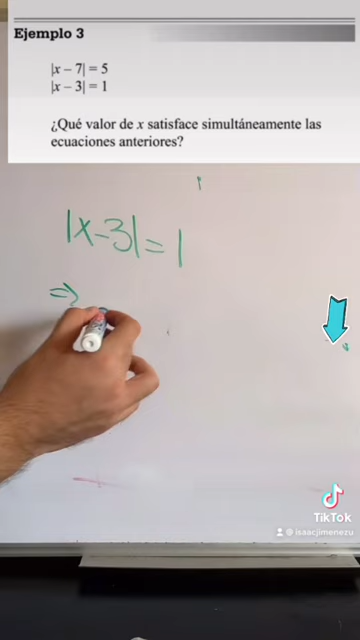 Ejemplo 3
|x – 7| = 5
|x – 3| = 1
¿Qué valor de x satisface simultáneamente las
ecuaciones anteriores?
|x-3|=1
⇒
TikTok
@isaacjimenezu